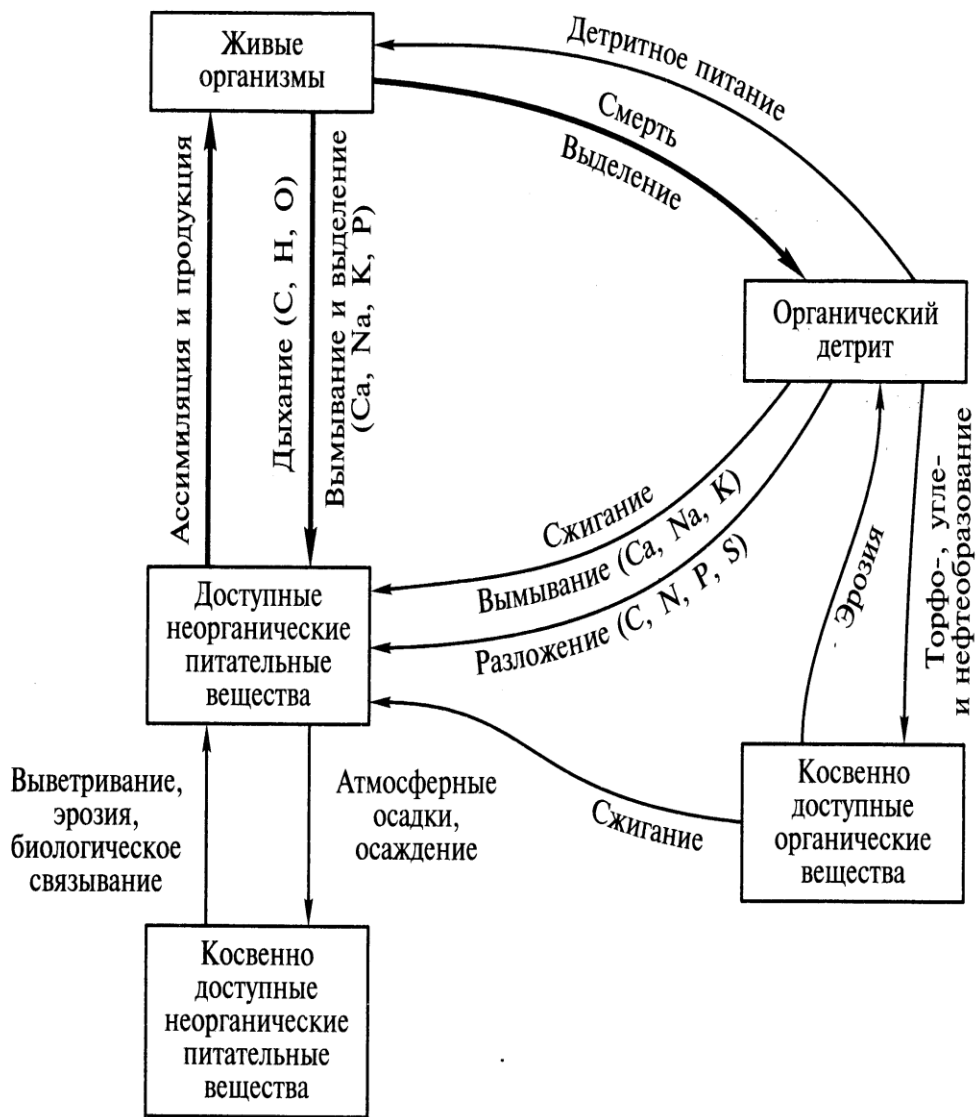 Живые
организмы
Детритное питание
Смерть
Выделение
Ассимиляция и продукция
Дыхание (C, H, O)
Вымывание и выделение
(Ca, Na, K, P)
Органический
детрит
Сжигание
Вымывание (Ca, Na, K)
Разложение (C, N, P, S)
Эрозия
Торфо-, угле-
и нефтеобразование
Доступные
неорганические
питательные
вещества
Выветривание,
эрозия,
биологическое
связывание
Атмосферные
осадки,
осаждение
Сжигание
Косвенно
доступные
органические
вещества
Косвенно
доступные
неорганические
питательные
вещества